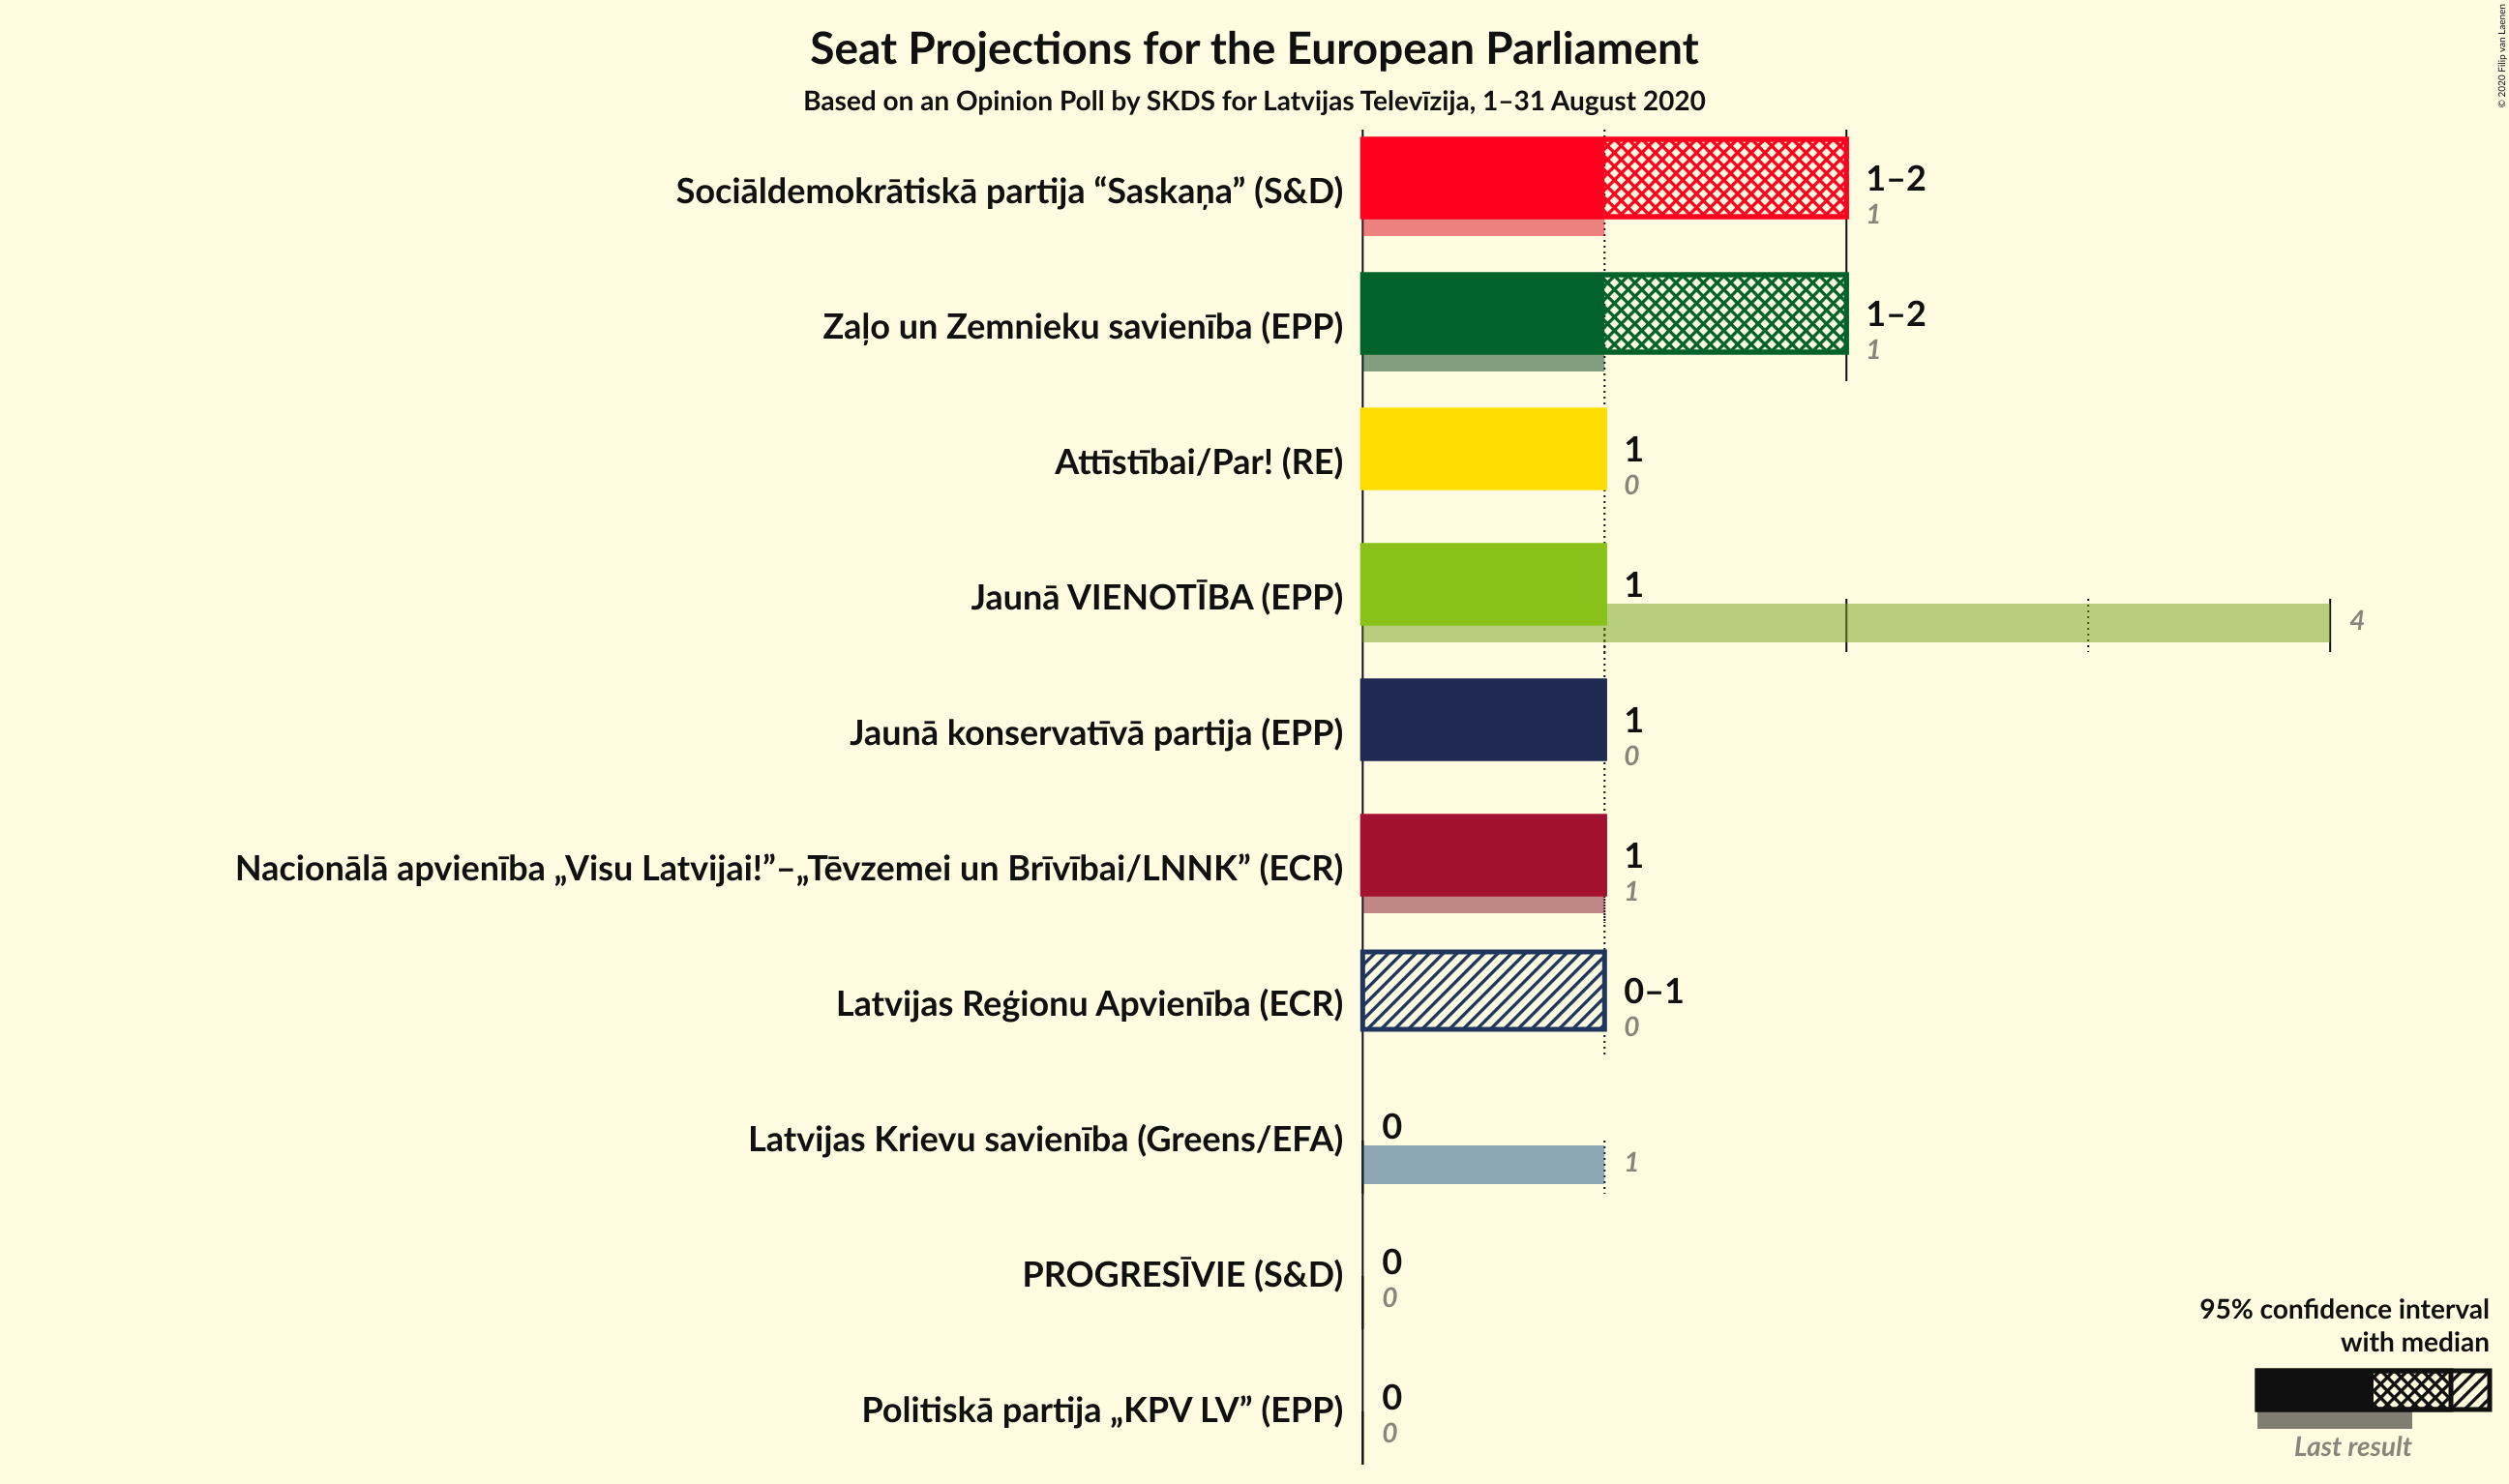 Seat Projections for the European Parliament
Based on an Opinion Poll by SKDS for Latvijas Televīzija, 1–31 August 2020
© 2020 Filip van Laenen
Sociāldemokrātiskā partija “Saskaņa” (S&D)
1–2
1
Zaļo un Zemnieku savienība (EPP)
1–2
1
Attīstībai/Par! (RE)
1
0
Jaunā VIENOTĪBA (EPP)
1
4
Jaunā konservatīvā partija (EPP)
1
0
Nacionālā apvienība „Visu Latvijai!”–„Tēvzemei un Brīvībai/LNNK” (ECR)
1
1
Latvijas Reģionu Apvienība (ECR)
0–1
0
Latvijas Krievu savienība (Greens/EFA)
0
1
PROGRESĪVIE (S&D)
0
0
Politiskā partija „KPV LV” (EPP)
0
0
95% confidence interval
with median
Last result